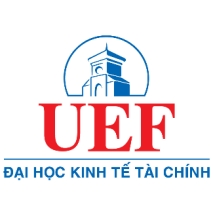 UEF
ĐẠI HỌC KINH TẾ TÀI CHÍNH